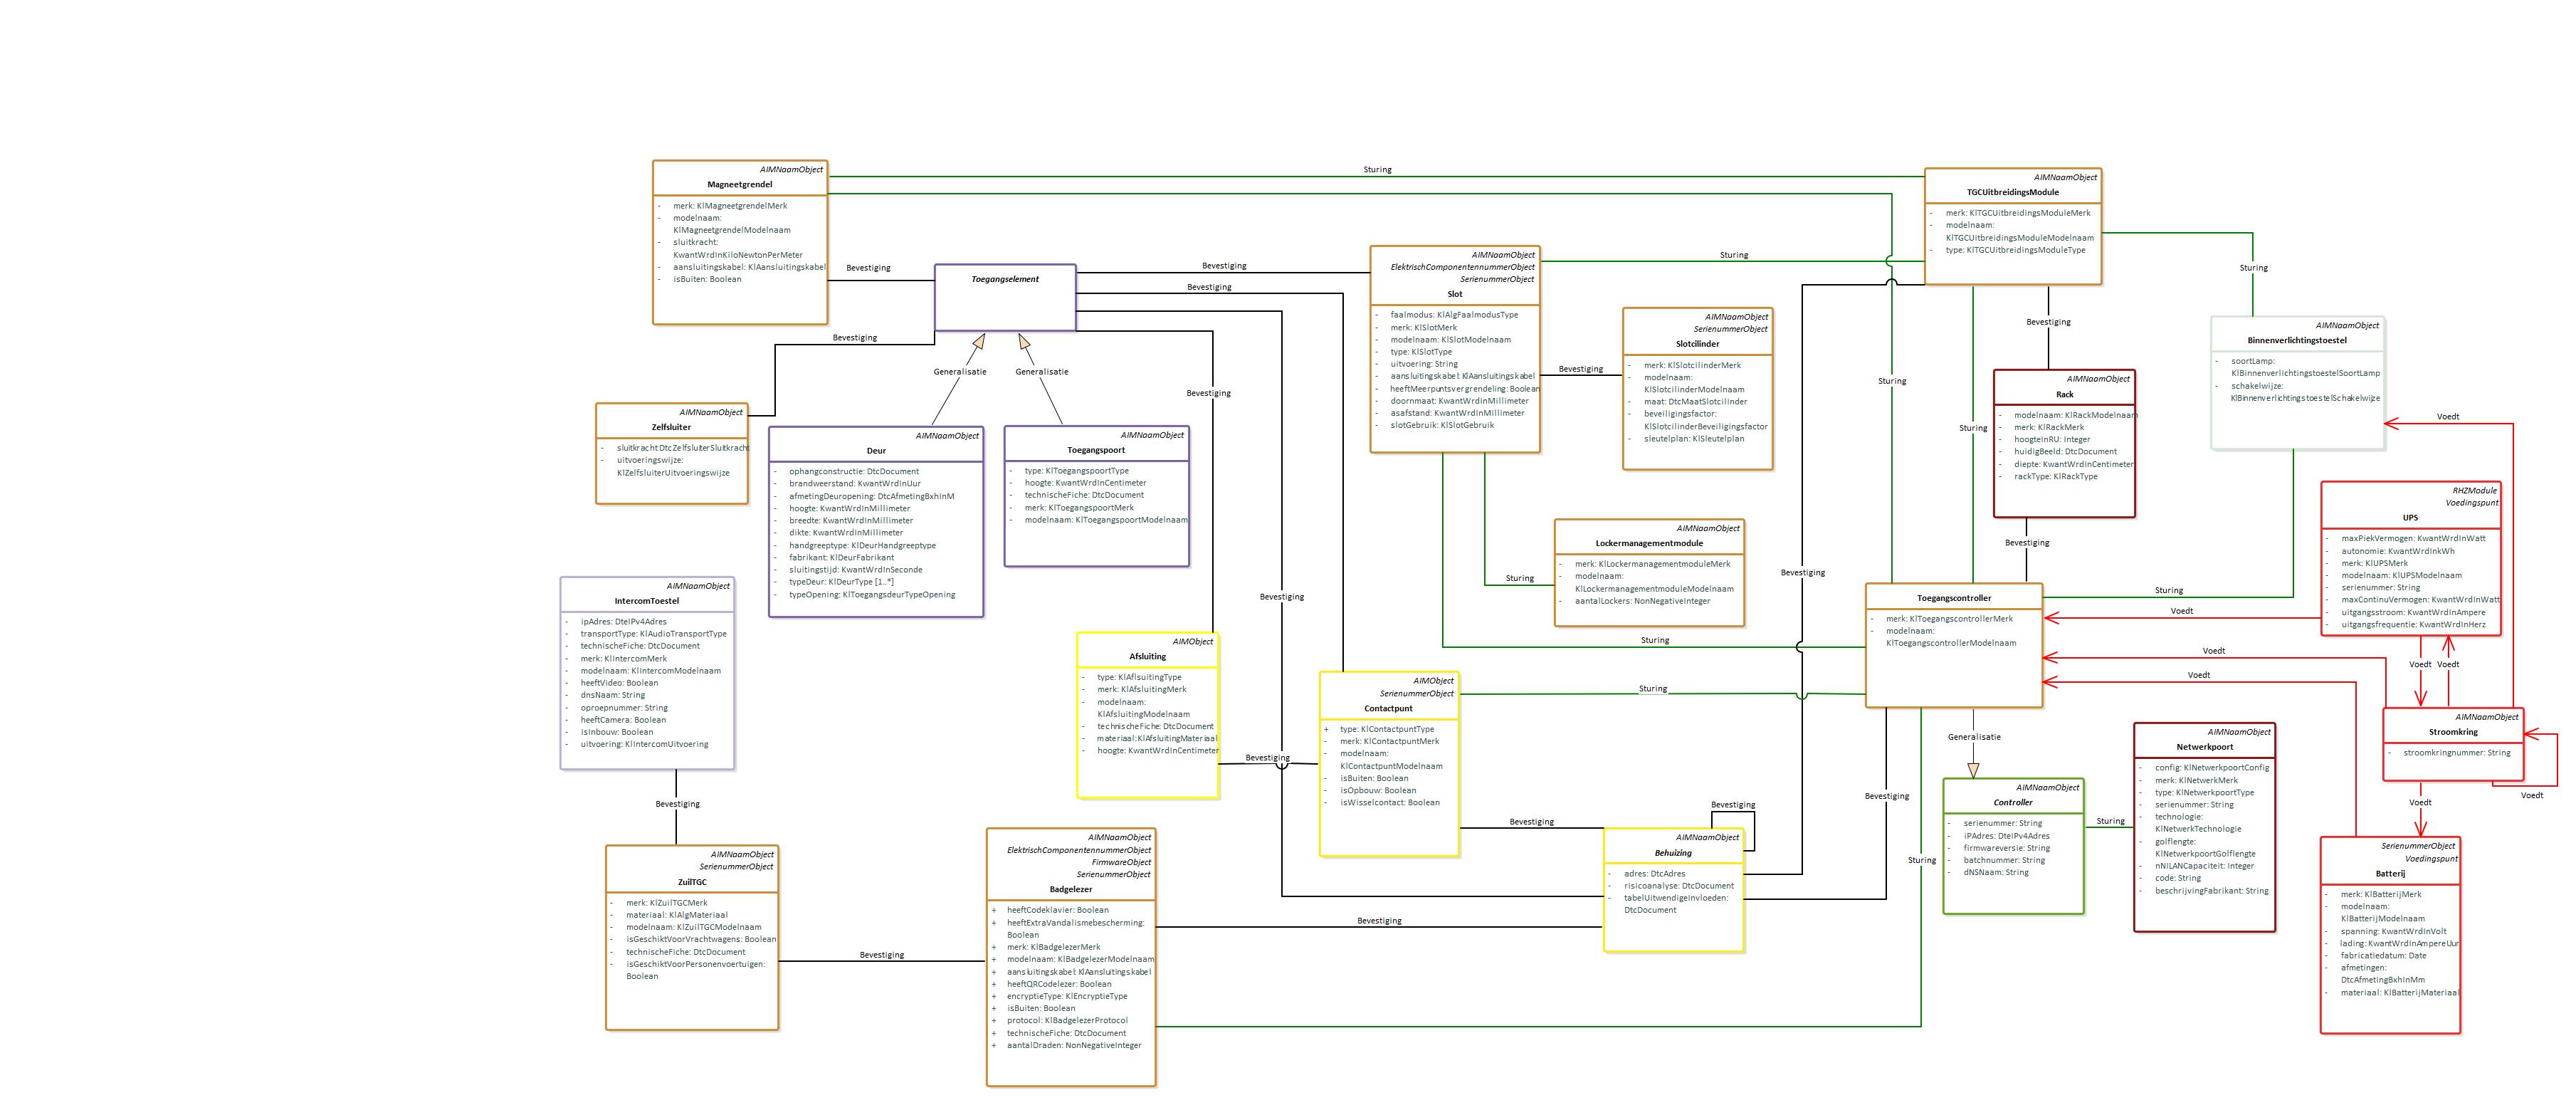 AIMNaamObject
Magneetgrendel
- merk: KlMagneetgrendelMerk
- modelnaam:
KlMagneetgrendelModelnaam
- sluitkracht:
KwantWrdInKiloNewtonPerMeter
- aansluitingskabel: KlAansluitingskabel
- isBuiten: Boolean
Sturing
AIMNaamObject
TGCUitbreidingsModule
- merk: KlTGCUitbreidingsModuleMerk
- modelnaam:
KlTGCUitbreidingsModuleModelnaam
- type: KlTGCUitbreidingsModuleType
Bevestiging
Toegangselement
Bevestiging
Bevestiging
Bevestiging
Generalisatie
Generalisatie
Bevestiging
AIMNaamObject
ElektrischComponentennummerObject
SerienummerObject
Slot
- faalmodus: KlAlgFaalmodusType
- merk: KlSlotMerk
- modelnaam: KlSlotModelnaam
- type: KlSlotType
- uitvoering: String
- aansluitingskabel: KlAansluitingskabel
- heeftMeerpuntsvergrendeling: Boolean
- doornmaat: KwantWrdInMillimeter
- asafstand: KwantWrdInMillimeter
- slotGebruik: KlSlotGebruik
Sturing
Bevestiging
AIMNaamObject
SerienummerObject
Slotcilinder
- merk: KlSlotcilinderMerk
- modelnaam:
KlSlotcilinderModelnaam
- maat: DtcMaatSlotcilinder
- beveiligingsfactor:
KlSlotcilinderBeveiligingsfactor
- sleutelplan: KlSleutelplan
Sturing
Sturing
Bevestiging
Sturing
AIMNaamObject
Binnenverlichtingstoestel
- soortLamp:
KlBinnenverlichtingstoestelSoortLamp
- schakelwijze:
KlBinnenverlichtingstoestelSchakelwijze
AIMNaamObject
Rack
- modelnaam: KlRackModelnaam
- merk: KlRackMerk
- hoogteInRU: Integer
- huidigBeeld: DtcDocument
- diepte: KwantWrdInCentimeter
- rackType: KlRackType
Bevestiging
Voedt
AIMNaamObject
Zelfsluiter
- sluitkracht:DtcZelfsluiterSluitkracht
- uitvoeringswijze:
KlZelfsluiterUitvoeringswijze
AIMNaamObject
Deur
- ophangconstructie: DtcDocument
- brandweerstand: KwantWrdInUur
- afmetingDeuropening: DtcAfmetingBxhInM
- hoogte: KwantWrdInMillimeter
- breedte: KwantWrdInMillimeter
- dikte: KwantWrdInMillimeter
- handgreeptype: KlDeurHandgreeptype
- fabrikant: KlDeurFabrikant
- sluitingstijd: KwantWrdInSeconde
- typeDeur: KlDeurType [1..*]
- typeOpening: KlToegangsdeurTypeOpening
AIMNaamObject
Toegangspoort
- type: KlToegangspoortType
- hoogte: KwantWrdInCentimeter
- technischeFiche: DtcDocument
- merk: KlToegangspoortMerk
- modelnaam: KlToegangspoortModelnaam
RHZModule
Voedingspunt
UPS
- maxPiekVermogen: KwantWrdInWatt
- autonomie: KwantWrdInkWh
- merk: KlUPSMerk
- modelnaam: KlUPSModelnaam
- serienummer: String
- maxContinuVermogen: KwantWrdInWatt
- uitgangsstroom: KwantWrdInAmpere
- uitgangsfrequentie: KwantWrdInHerz
AIMNaamObject
Lockermanagementmodule
- merk: KlLockermanagementmoduleMerk
- modelnaam:
KlLockermanagementmoduleModelnaam
- aantalLockers: NonNegativeInteger
Sturing
Bevestiging
Bevestiging
AIMNaamObject
IntercomToestel
- ipAdres: DteIPv4Adres
- transportType: KlAudioTransportType
- technischeFiche: DtcDocument
- merk: KlIntercomMerk
- modelnaam: KlIntercomModelnaam
- heeftVideo: Boolean
- dnsNaam: String
- oproepnummer: String
- heeftCamera: Boolean
- isInbouw: Boolean
- uitvoering: KlIntercomUitvoering
Toegangscontroller
- merk: KlToegangscontrollerMerk
- modelnaam:
KlToegangscontrollerModelnaam
Sturing
Voedt
Voedt
Voedt
Voedt
Voedt
Sturing
AIMObject
Afsluiting
- type: KlAflsuitingType
- merk: KlAfsluitingMerk
- modelnaam:
KlAfsluitingModelnaam
- technischeFiche: DtcDocument
- materiaal:KlAfsluitingMateriaal
- hoogte: KwantWrdInCentimeter
Bevestiging
AIMObject
SerienummerObject
Contactpunt
+ type: KlContactpuntType
- merk: KlContactpuntMerk
- modelnaam:
KlContactpuntModelnaam
- isBuiten: Boolean
- isOpbouw: Boolean
- isWisselcontact: Boolean
Sturing
Bevestiging
Bevestiging
Bevestiging
Generalisatie
AIMNaamObject
Controller
- serienummer: String
- iPAdres: DteIPv4Adres
- firmwareversie: String
- batchnummer: String
- dNSNaam: String
Sturing
Sturing
AIMNaamObject
Netwerkpoort
- config: KlNetwerkpoortConfig
- merk: KlNetwerkMerk
- type: KlNetwerkpoortType
- serienummer: String
- technologie:
KlNetwerkTechnologie
- golflengte:
KlNetwerkpoortGolflengte
- nNILANCapaciteit: Integer
- code: String
- beschrijvingFabrikant: String
AIMNaamObject
Stroomkring
- stroomkringnummer: String
Voedt
Voedt
SerienummerObject
Voedingspunt
Batterij
- merk: KlBatterijMerk
- modelnaam:
KlBatterijModelnaam
- spanning: KwantWrdInVolt
- lading: KwantWrdInAmpereUur
- fabricatiedatum: Date
- afmetingen:
DtcAfmetingBxhInMm
- materiaal: KlBatterijMateriaal
AIMNaamObject
Behuizing
- adres: DtcAdres
- risicoanalyse: DtcDocument
- tabelUitwendigeInvloeden:
DtcDocument
Bevestiging
AIMNaamObject
SerienummerObject
ZuilTGC
- merk: KlZuilTGCMerk
- materiaal: KlAlgMateriaal
- modelnaam: KlZuilTGCModelnaam
- isGeschiktVoorVrachtwagens: Boolean
- technischeFiche: DtcDocument
- isGeschiktVoorPersonenvoertuigen:
Boolean
Bevestiging
AIMNaamObject
ElektrischComponentennummerObject
FirmwareObject
SerienummerObject
Badgelezer
+ heeftCodeklavier: Boolean
+ heeftExtraVandalismebescherming:
Boolean
+ merk: KlBadgelezerMerk
+ modelnaam: KlBadgelezerModelnaam
+ aansluitingskabel: KlAansluitingskabel
+ heeftQRCodelezer: Boolean
+ encryptieType: KlEncryptieType
+ isBuiten: Boolean
+ protocol: KlBadgelezerProtocol
+ technischeFiche: DtcDocument
+ aantalDraden: NonNegativeInteger
Bevestiging